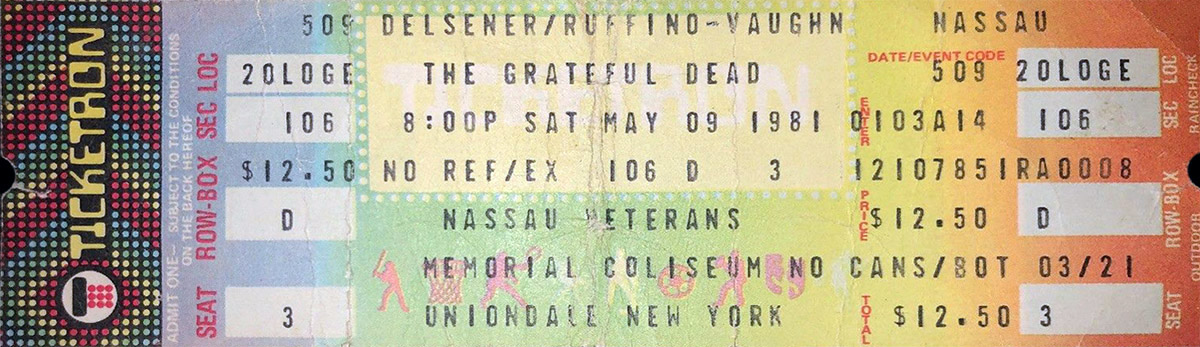 TICKETRON
ADMIT ONE— SUBJECT TO THE CONDITIONS
ON THE BACK HEREOF
SEAT ROW-BOX SEC LOC
509 DELSENER/RUFFINO-VAUGHN NASSAU
DATE/EVENT CODE
20LOGE THE GRATEFUL DEAD 509 20LOGE
106 8:00P SAT MAY 09 1981 0103A14 106
ENTER
$12.50 NO REF/EX 106 D 3 12107851RA0008
D NASSAU VETERANS $12.50 D
PRICE
MEMORIAL COLISEUM NO CANS/BOT 03/21
3 UNIONDALE NEW YORK $12.50 3
TOTAL
SEAT ROW-BOX SEC LOC
RAINCHECK